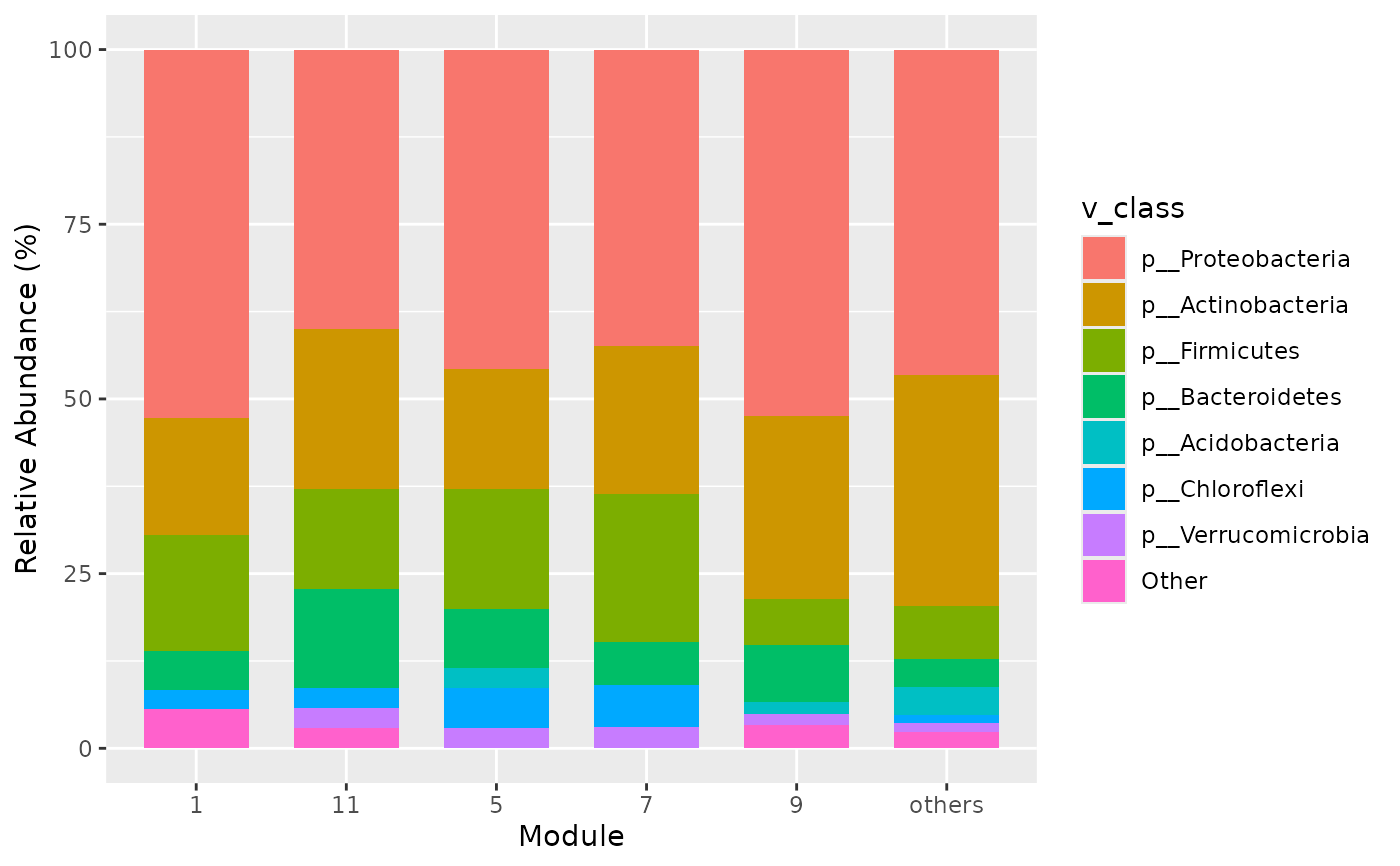 Relative Abundance (%)
100
75
50
25
0
1 11 5 7 9 others
Module
v_class
p__Proteobacteria
p__Actinobacteria
p__Firmicutes
p__Bacteroidetes
p__Acidobacteria
p__Chloroflexi
p__Verrucomicrobia
Other